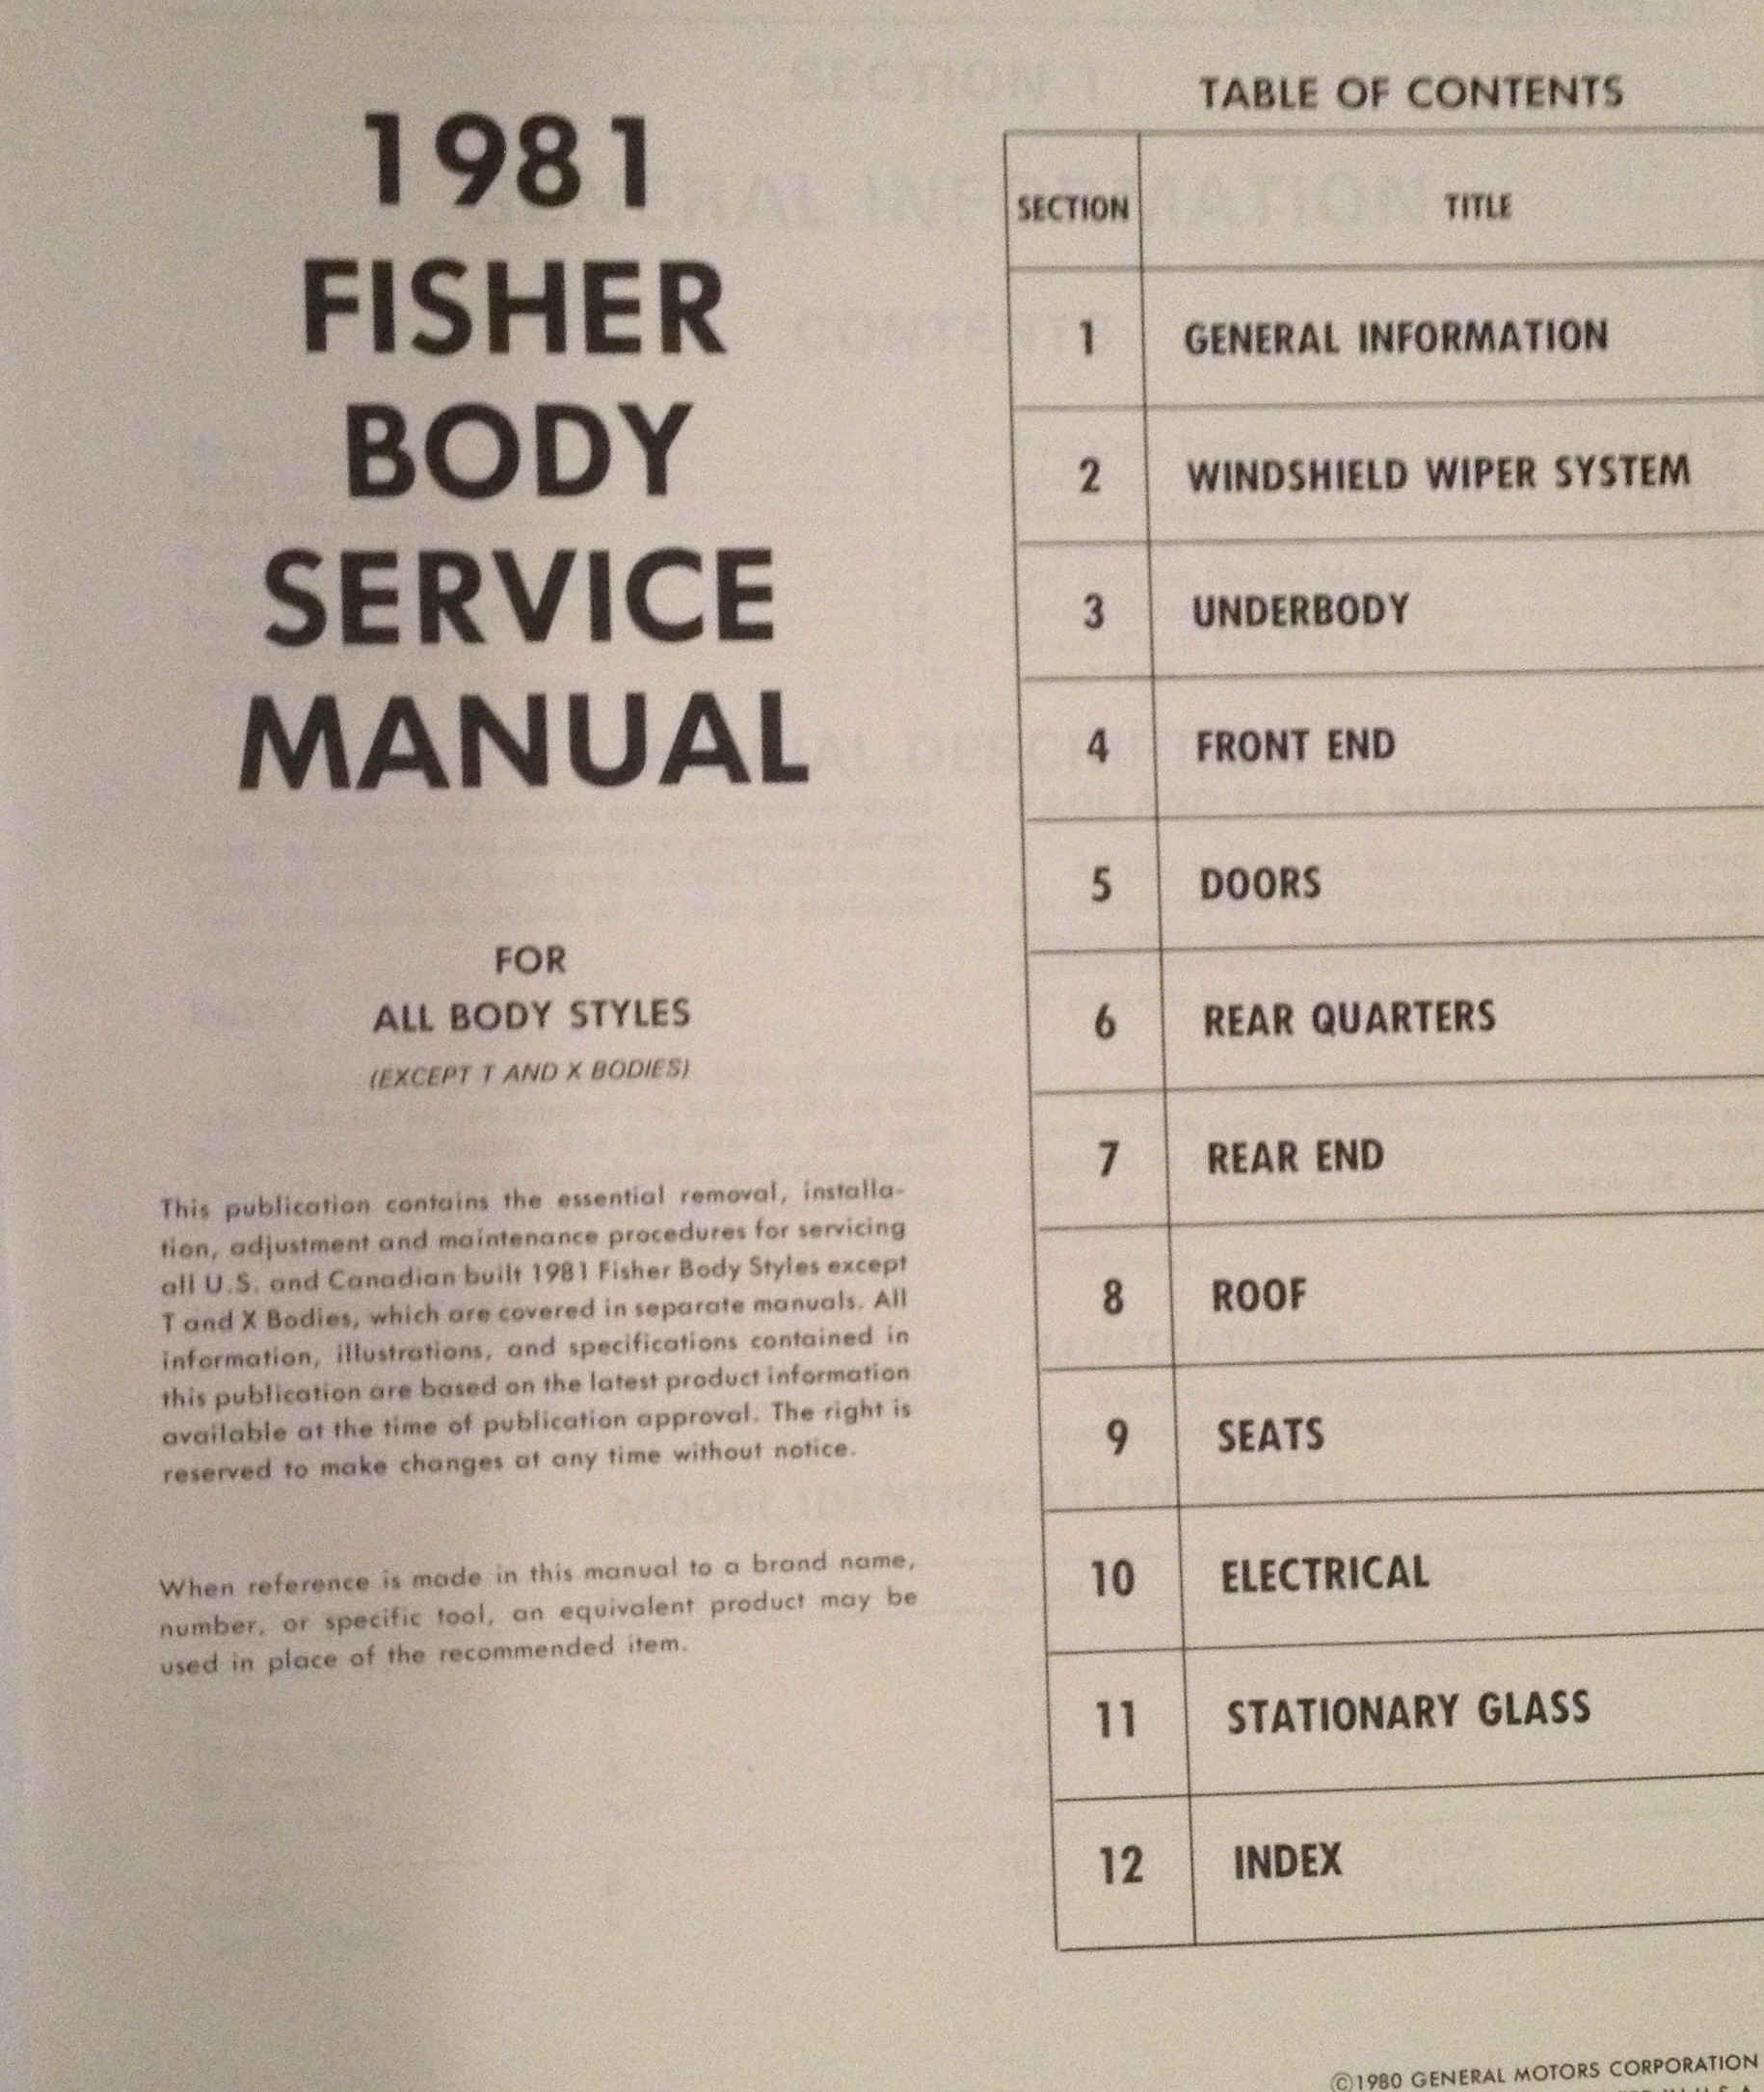 1981
FISHER
BODY
SERVICE
MANUAL
FOR
ALL BODY STYLES
(EXCEPT T AND X BODIES)
This publication contains the essential removal, installa-
tion, adjustment and maintenance procedures for servicing
all U.S. and Canadian built 1981 Fisher Body Styles except
T and X Bodies, which are covered in separate manuals. All
information, illustrations, and specifications contained in
this publication are based on the latest product information
available at the time of publication approval. The right is
reserved to make changes at any time without notice.
When reference is made in this manual to a brand name,
number, or specific tool, an equivalent product may be
used in place of the recommended item.
TABLE OF CONTENTS
SECTION TITLE
1 GENERAL INFORMATION
2 WINDSHIELD WIPER SYSTEM
3 UNDERBODY
4 FRONT END
5 DOORS
6 REAR QUARTERS
7 REAR END
8 ROOF
9 SEATS
10 ELECTRICAL
11 STATIONARY GLASS
12 INDEX
©1980 GENERAL MOTORS CORPORATION